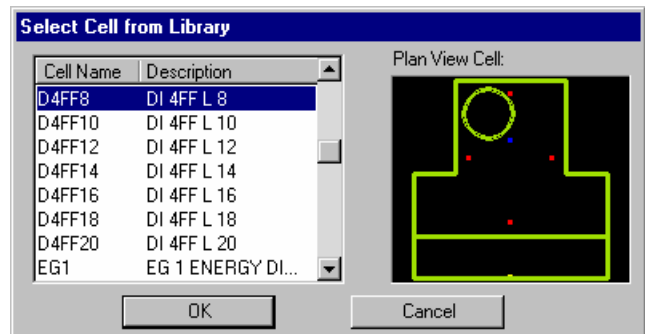 Select Cell from Library
Cell Name Description
D4FF8 DI 4FF L 8
D4FF10 DI 4FF L 10
D4FF12 DI 4FF L 12
D4FF14 DI 4FF L 14
D4FF16 DI 4FF L 16
D4FF18 DI 4FF L 18
D4FF20 DI 4FF L 20
EG1 EG 1 ENERGY DI...
Plan View Cell:
OK Cancel